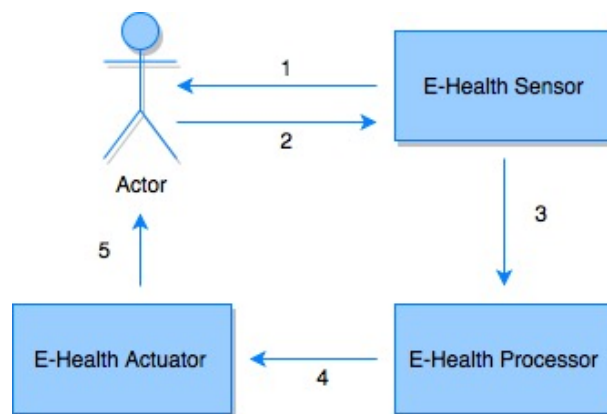 1
E-Health Sensor
2
Actor
3
5
E-Health Actuator
4
E-Health Processor